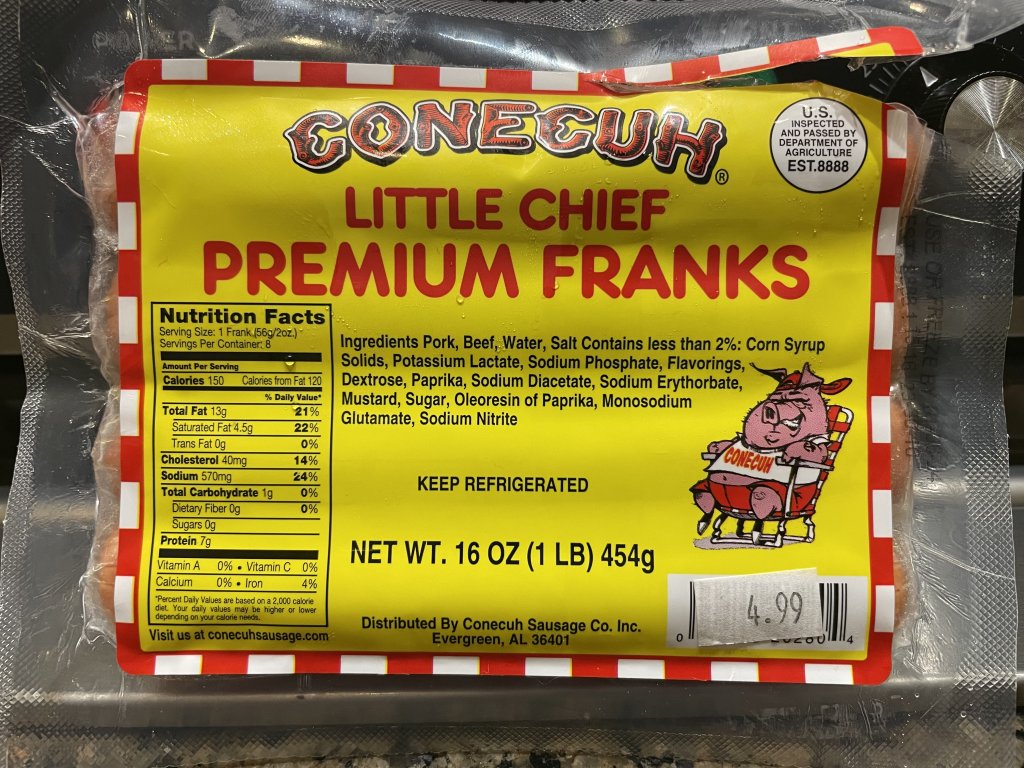 POWER
CONECUH®
U.S.
INSPECTED
AND PASSED BY
DEPARTMENT OF
AGRICULTURE
EST.8888
LITTLE CHIEF
PREMIUM FRANKS
Nutrition Facts
Serving Size: 1 Frank (56g/2oz.)
Servings Per Container: 8
Amount Per Serving
Calories 150 Calories from Fat 120
% Daily Value*
Total Fat 13g 21%
Saturated Fat 4.5g 22%
Trans Fat 0g 0%
Cholesterol 40mg 14%
Sodium 570mg 24%
Total Carbohydrate 1g 0%
Dietary Fiber 0g 0%
Sugars 0g
Protein 7g
Vitamin A 0% • Vitamin C 0%
Calcium 0% • Iron 4%
*Percent Daily Values are based on a 2,000 calorie
diet. Your daily values may be higher or lower
depending on your calorie needs.
Visit us at conecuhsausage.com
Ingredients Pork, Beef, Water, Salt Contains less than 2%: Corn Syrup
Solids, Potassium Lactate, Sodium Phosphate, Flavorings,
Dextrose, Paprika, Sodium Diacetate, Sodium Erythorbate,
Mustard, Sugar, Oleoresin of Paprika, Monosodium
Glutamate, Sodium Nitrite
CONECUH
KEEP REFRIGERATED
NET WT. 16 OZ (1 LB) 454g
Distributed By Conecuh Sausage Co. Inc.
Evergreen, AL 36401
4.99
0 4
USE OR FREEZE BY